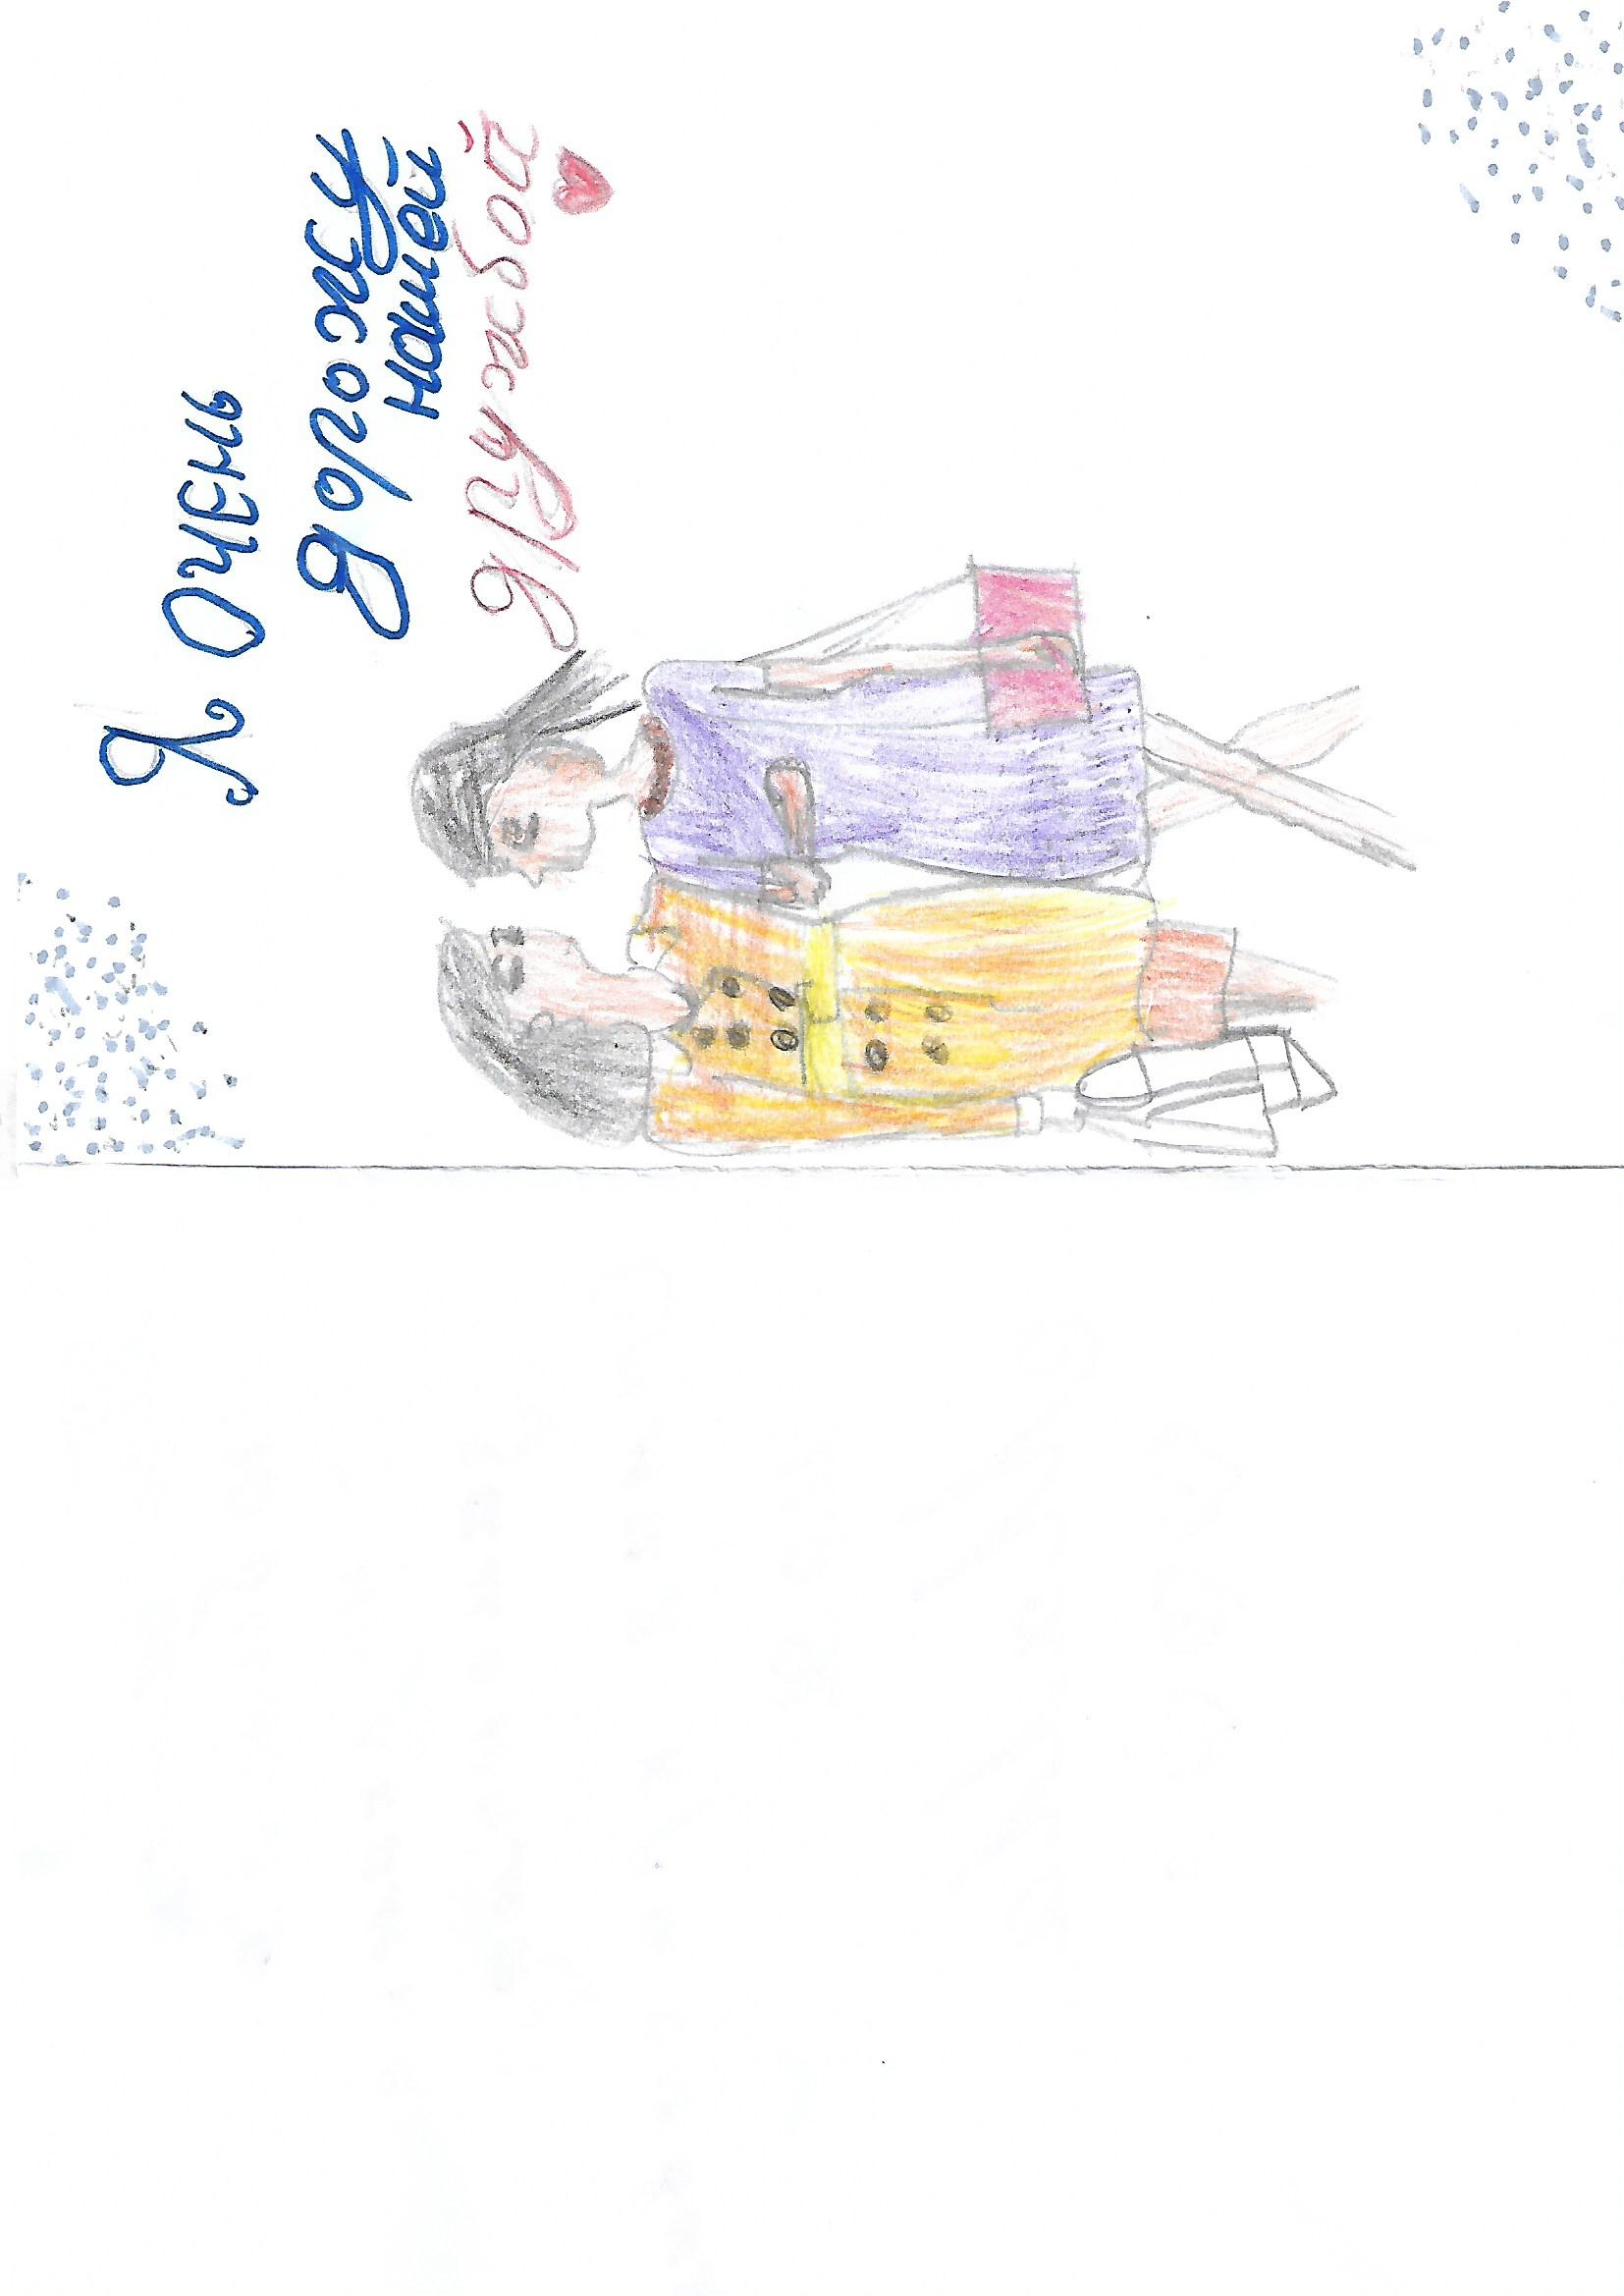 Я очень
дорожу
нашей
дружбой